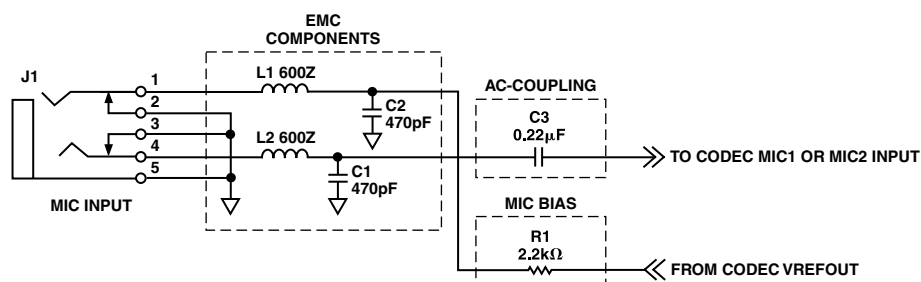 EMC
COMPONENTS
J1
1
L1 600Z
2
C2
470pF
3
L2 600Z
4
C1
470pF
5
MIC INPUT
AC-COUPLING
C3
0.22μF
TO CODEC MIC1 OR MIC2 INPUT
MIC BIAS
R1
2.2kΩ
FROM CODEC VREFOUT